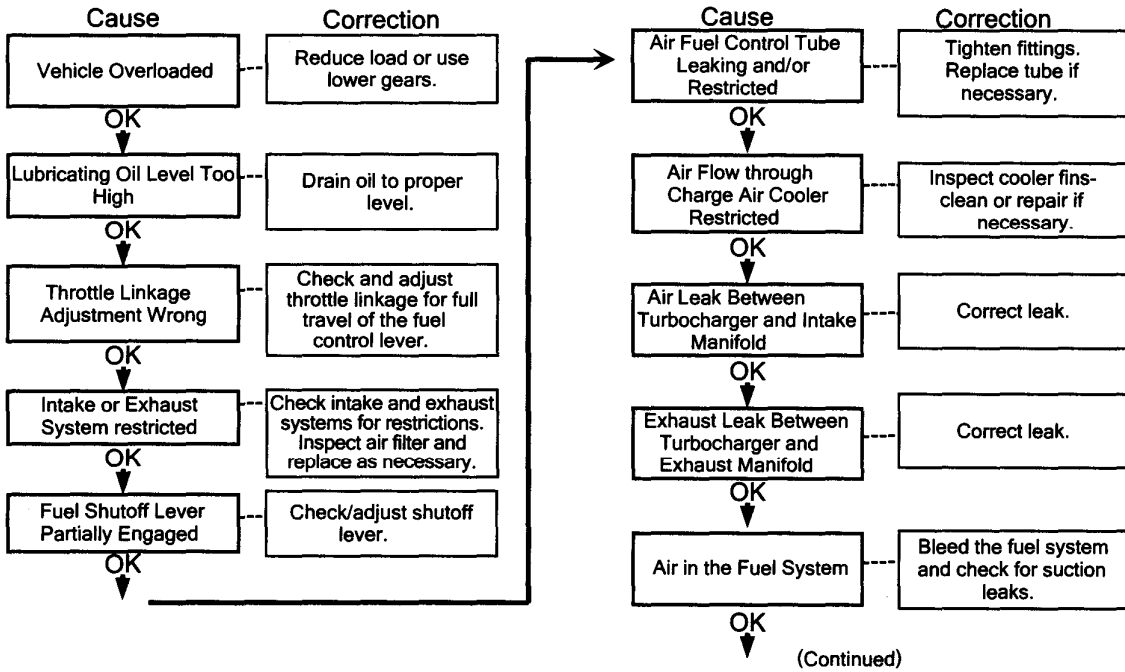 Cause
Correction
Vehicle Overloaded
Reduce load or use
lower gears.
OK
Lubricating Oil Level Too
High
Drain oil to proper
level.
OK
Throttle Linkage
Adjustment Wrong
Check and adjust
throttle linkage for full
travel of the fuel
control lever.
OK
Intake or Exhaust
System restricted
Check intake and exhaust
systems for restrictions.
Inspect air filter and
replace as necessary.
OK
Fuel Shutoff Lever
Partially Engaged
Check/adjust shutoff
lever.
OK
Cause
Correction
Air Fuel Control Tube
Leaking and/or
Restricted
Tighten fittings.
Replace tube if
necessary.
OK
Air Flow through
Charge Air Cooler
Restricted
Inspect cooler fins-
clean or repair if
necessary.
OK
Air Leak Between
Turbocharger and Intake
Manifold
Correct leak.
OK
Exhaust Leak Between
Turbocharger and
Exhaust Manifold
Correct leak.
OK
Air in the Fuel System
Bleed the fuel system
and check for suction
leaks.
OK
(Continued)